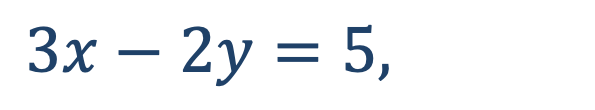 3x − 2y = 5,